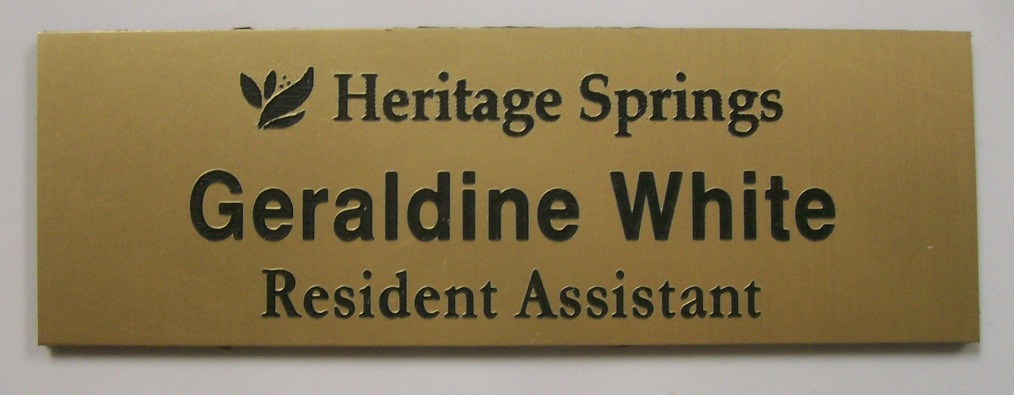 Heritage Springs
Geraldine White
Resident Assistant